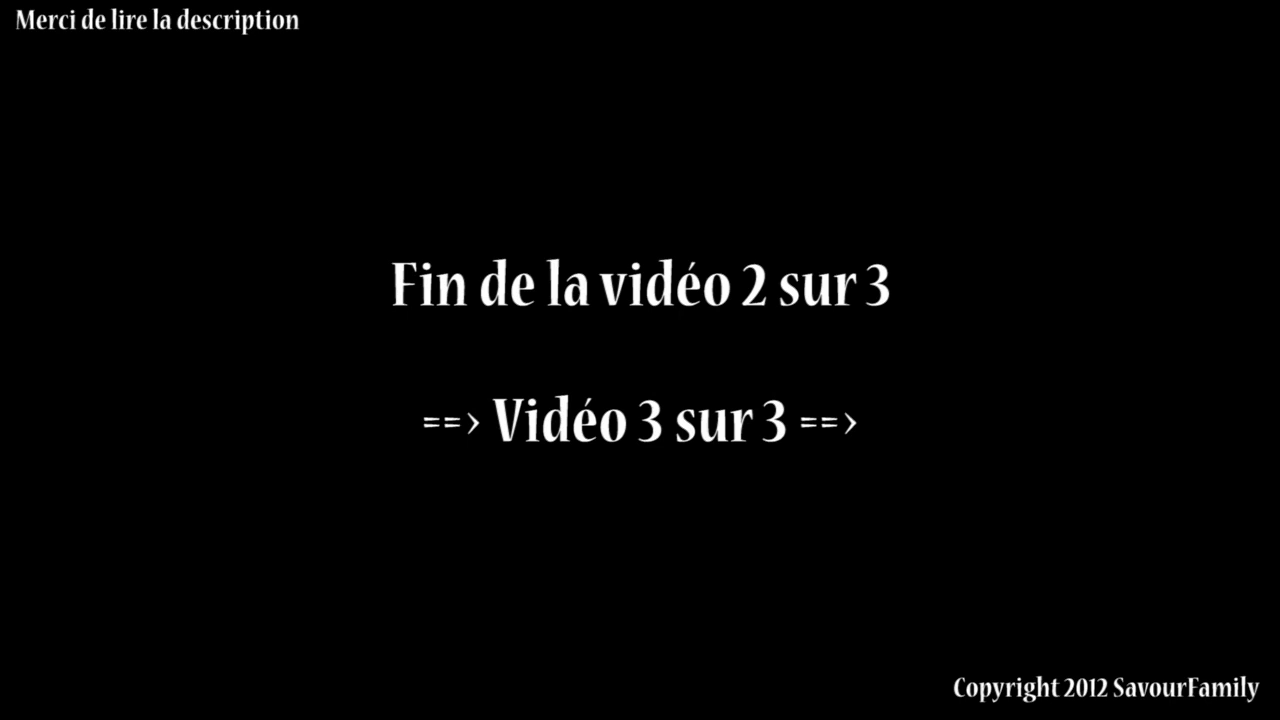 Merci de lire la description
Fin de la vidéo 2 sur 3
==> Vidéo 3 sur 3 ==>
Copyright 2012 SavourFamily